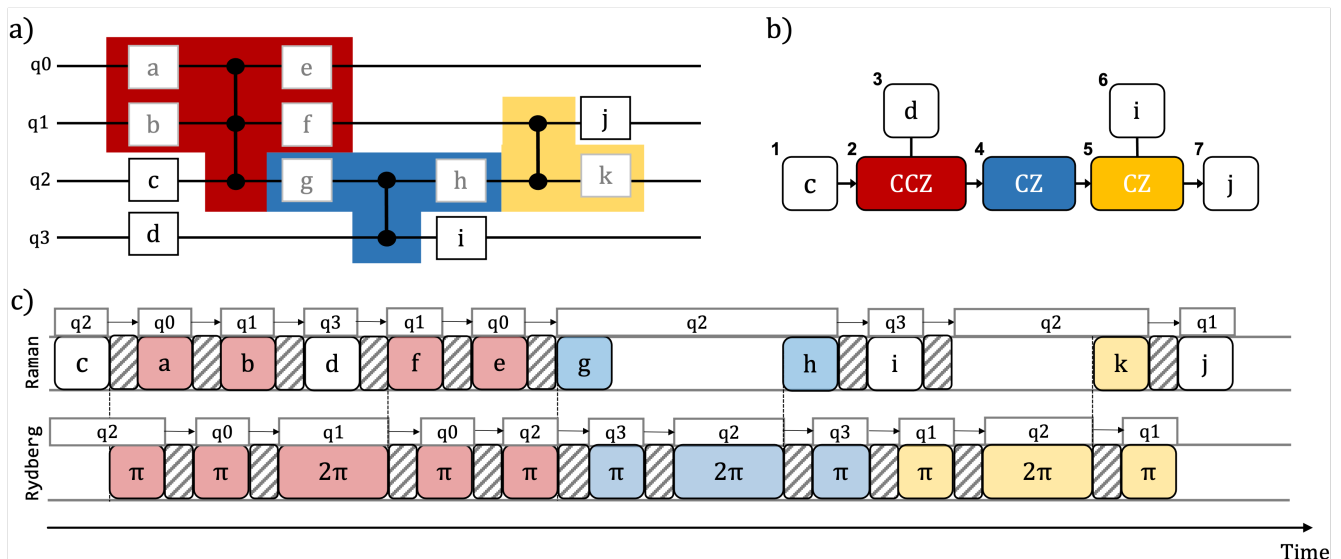 a)
q0 a e
q1 b f j
q2 c g h k
q3 d i
b)
3 6
d i
1 2 4 5 7
c CCZ CZ CZ j
c)
q2 q0 q1 q3 q1 q0 q2 q3 q2 q1
Raman
c a b d f e g h i k j
q2 q0 q1 q0 q2 q3 q2 q3 q1 q2 q1
Rydberg
π π 2π π π π 2π π π 2π π
Time